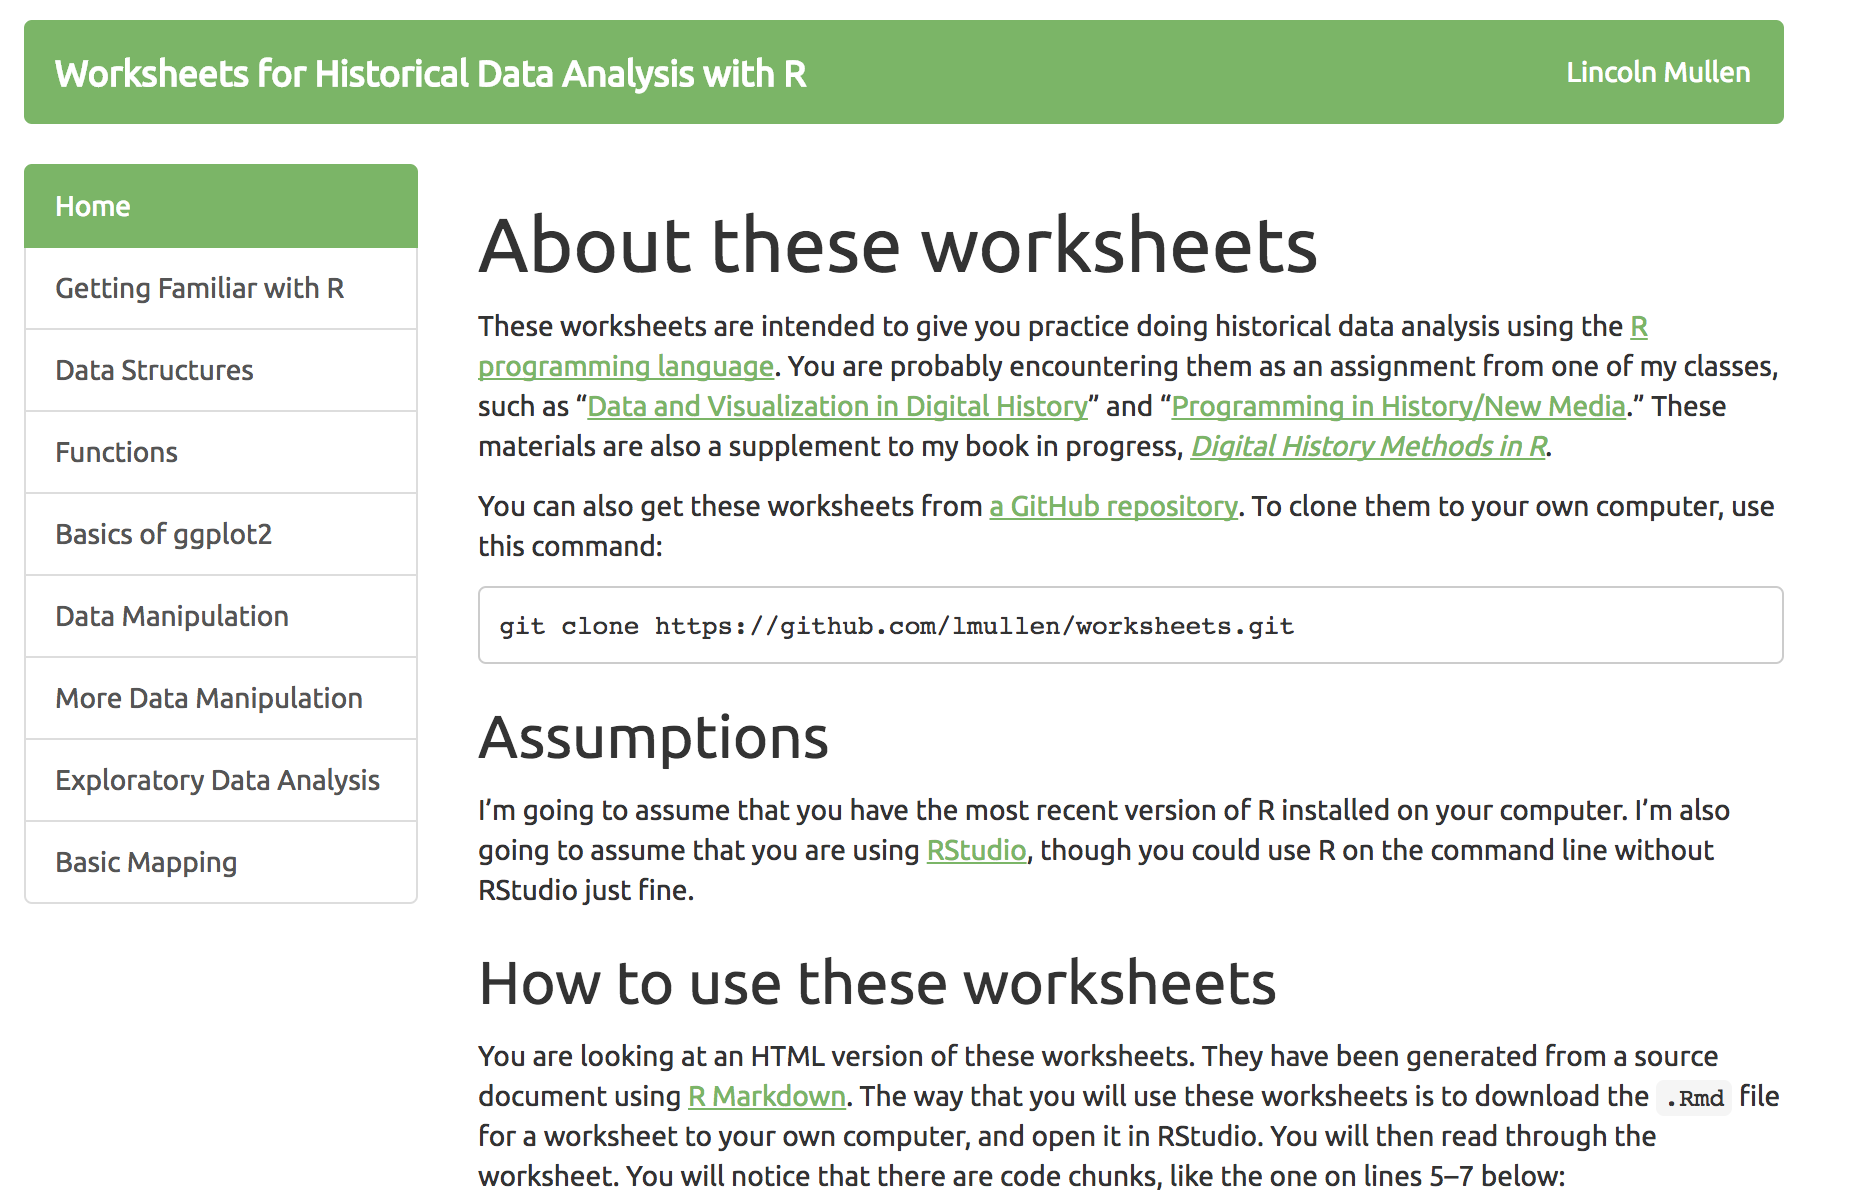 Worksheets for Historical Data Analysis with R
Lincoln Mullen
Home
Getting Familiar with R
Data Structures
Functions
Basics of ggplot2
Data Manipulation
More Data Manipulation
Exploratory Data Analysis
Basic Mapping
About these worksheets
These worksheets are intended to give you practice doing historical data analysis using the R
programming language. You are probably encountering them as an assignment from one of my classes,
such as “Data and Visualization in Digital History” and “Programming in History/New Media.” These
materials are also a supplement to my book in progress, Digital History Methods in R.
You can also get these worksheets from a GitHub repository. To clone them to your own computer, use
this command:
git clone https://github.com/lmullen/worksheets.git
Assumptions
I’m going to assume that you have the most recent version of R installed on your computer. I’m also
going to assume that you are using RStudio, though you could use R on the command line without
RStudio just fine.
How to use these worksheets
You are looking at an HTML version of these worksheets. They have been generated from a source
document using R Markdown. The way that you will use these worksheets is to download the .Rmd file
for a worksheet to your own computer, and open it in RStudio. You will then read through the
worksheet. You will notice that there are code chunks, like the one on lines 5–7 below: